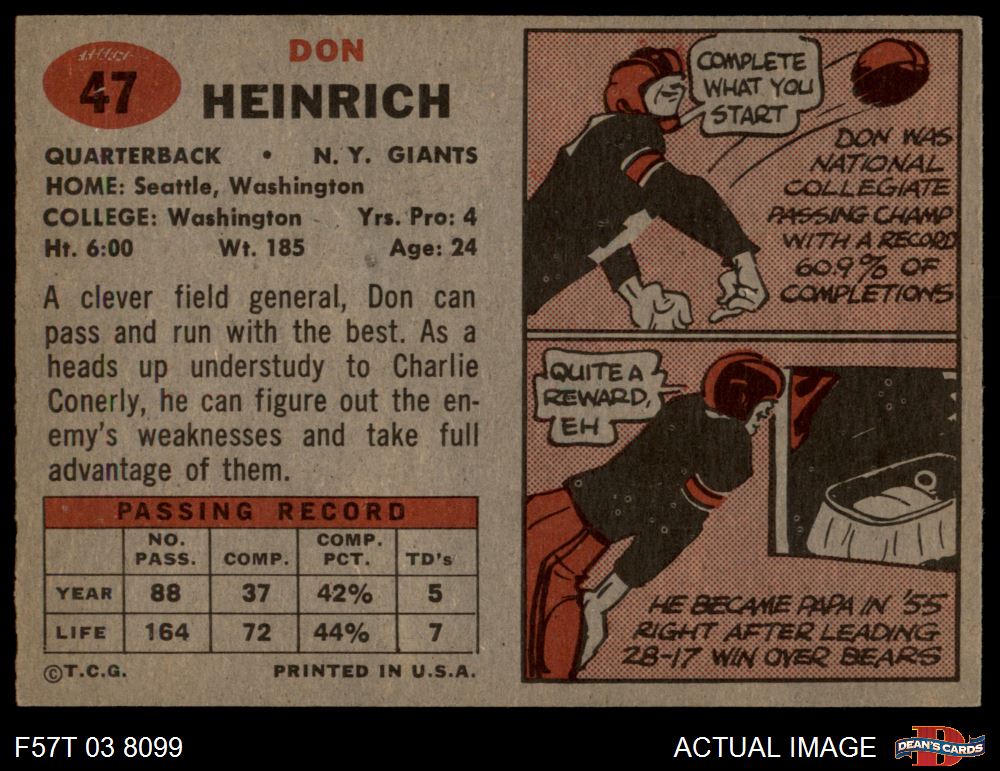 47
DON
HEINRICH
QUARTERBACK • N. Y. GIANTS
HOME: Seattle, Washington
COLLEGE: Washington Yrs. Pro: 4
Ht. 6:00 Wt. 185 Age: 24
A clever field general, Don can
pass and run with the best. As a
heads up understudy to Charlie
Conerly, he can figure out the en-
emy's weaknesses and take full
advantage of them.
PASSING RECORD
NO. PASS. COMP. COMP. PCT. TD's
YEAR 88 37 42% 5
LIFE 164 72 44% 7
©T.C.G. PRINTED IN U.S.A.
COMPLETE
WHAT YOU
START
DON WAS
NATIONAL
COLLEGIATE
PASSING CHAMP
WITH A RECORD
60.9% OF
COMPLETIONS
QUITE A
REWARD,
EH
HE BECAME PAPA IN '55
RIGHT AFTER LEADING
28-17 WIN OVER BEARS
F57T 03 8099
ACTUAL IMAGE
D
DEAN'S CARDS